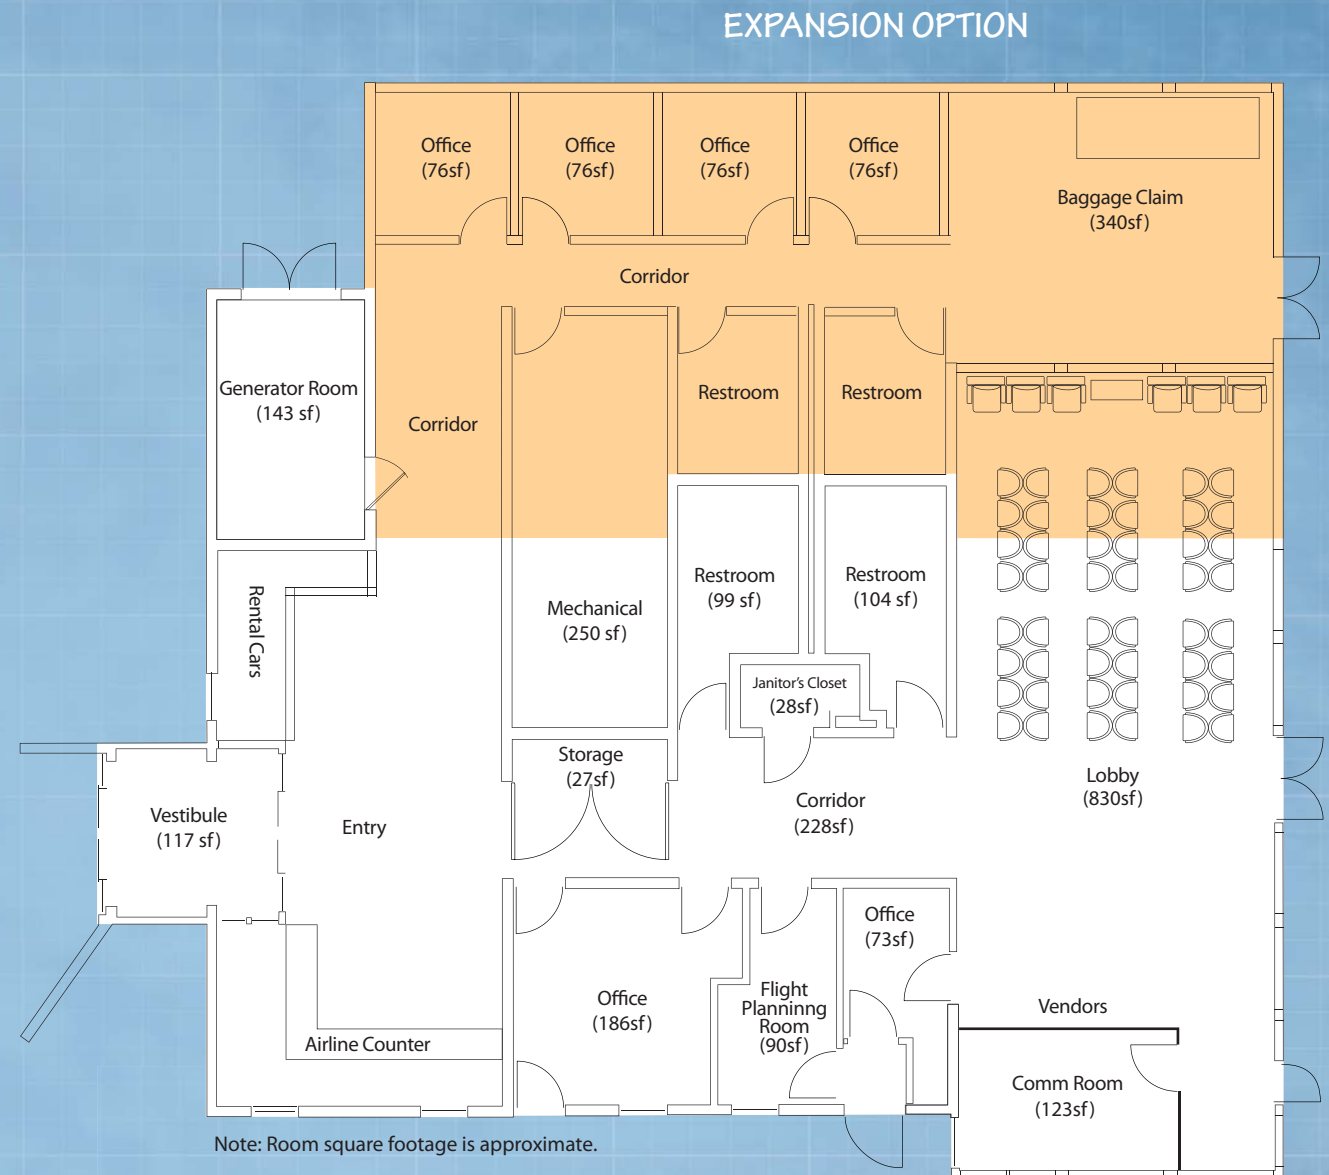 EXPANSION OPTION
Office
(76sf)
Office
(76sf)
Office
(76sf)
Office
(76sf)
Baggage Claim
(340sf)
Corridor
Generator Room
(143 sf)
Corridor
Restroom
Restroom
Rental Cars
Mechanical
(250 sf)
Restroom
(99 sf)
Restroom
(104 sf)
Janitor's Closet
(28sf)
Storage
(27sf)
Vestibule
(117 sf)
Entry
Corridor
(228sf)
Lobby
(830sf)
Office
(73sf)
Office
(186sf)
Flight
Planninng
Room
(90sf)
Vendors
Airline Counter
Comm Room
(123sf)
Note: Room square footage is approximate.